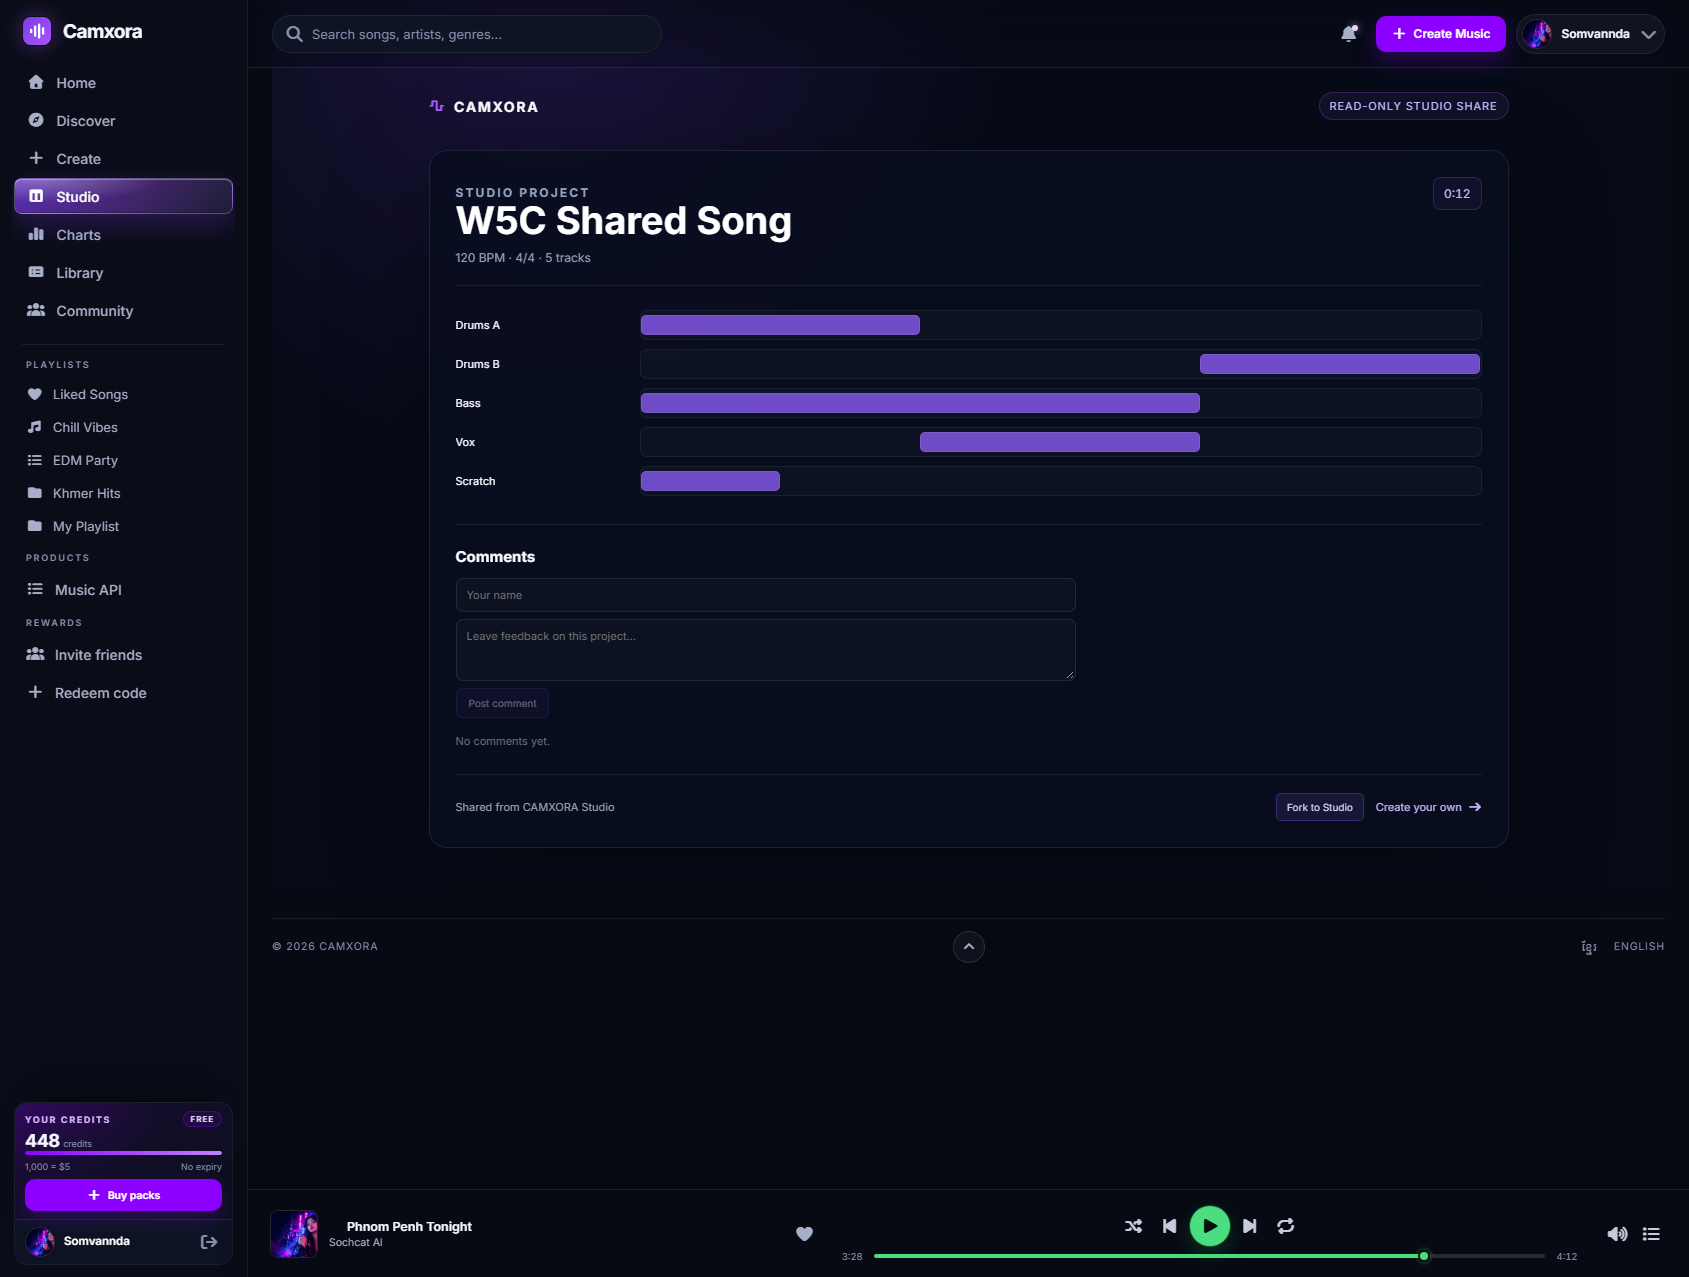 Camxora
Search songs, artists, genres...
Create Music
Somvannda
Home
Discover
Create
Studio
Charts
Library
Community
PLAYLISTS
Liked Songs
Chill Vibes
EDM Party
Khmer Hits
My Playlist
PRODUCTS
Music API
REWARDS
Invite friends
Redeem code
CAMXORA
READ-ONLY STUDIO SHARE
STUDIO PROJECT
0:12
W5C Shared Song
120 BPM · 4/4 · 5 tracks
Drums A
Drums B
Bass
Vox
Scratch
Comments
Your name
Leave feedback on this project...
Post comment
No comments yet.
Shared from CAMXORA Studio
Fork to Studio
Create your own →
© 2026 CAMXORA
ខ្មែរ
ENGLISH
YOUR CREDITS
FREE
448 credits
1,000 = $5
No expiry
Buy packs
Somvannda
Phnom Penh Tonight
Sochcat AI
3:28
4:12